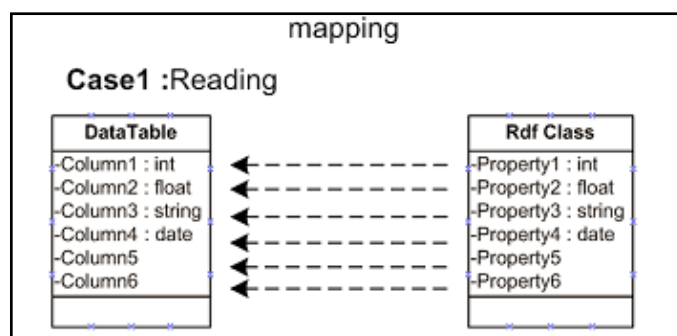 mapping
Case1 :Reading
DataTable
-Column1 : int
-Column2 : float
-Column3 : string
-Column4 : date
-Column5
-Column6
Rdf Class
-Property1 : int
-Property2 : float
-Property3 : string
-Property4 : date
-Property5
-Property6